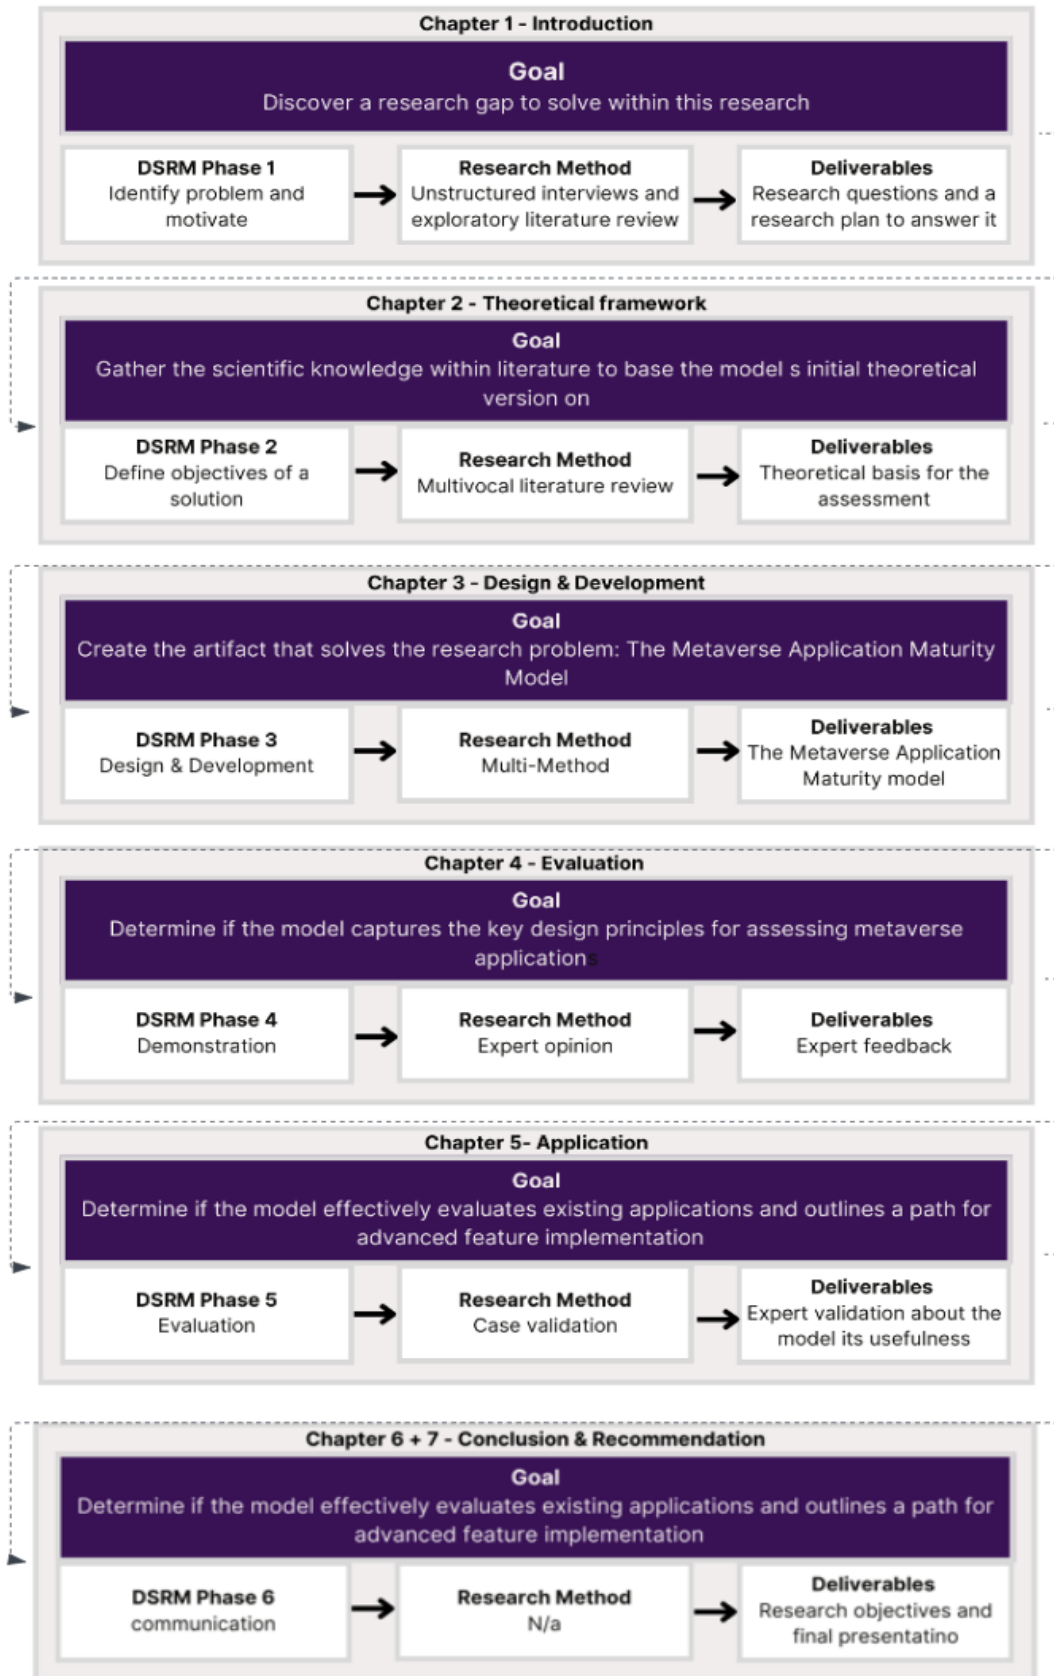 Chapter 1 - Introduction
Goal
Discover a research gap to solve within this research
DSRM Phase 1
Identify problem and
motivate
Research Method
Unstructured interviews and
exploratory literature review
Deliverables
Research questions and a
research plan to answer it
Chapter 2 - Theoretical framework
Goal
Gather the scientific knowledge within literature to base the model s initial theoretical
version on
DSRM Phase 2
Define objectives of a
solution
Research Method
Multivocal literature review
Deliverables
Theoretical basis for the
assessment
Chapter 3 - Design & Development
Goal
Create the artifact that solves the research problem: The Metaverse Application Maturity
Model
DSRM Phase 3
Design & Development
Research Method
Multi-Method
Deliverables
The Metaverse Application
Maturity model
Chapter 4 - Evaluation
Goal
Determine if the model captures the key design principles for assessing metaverse
applications
DSRM Phase 4
Demonstration
Research Method
Expert opinion
Deliverables
Expert feedback
Chapter 5- Application
Goal
Determine if the model effectively evaluates existing applications and outlines a path for
advanced feature implementation
DSRM Phase 5
Evaluation
Research Method
Case validation
Deliverables
Expert validation about the
model its usefulness
Chapter 6 + 7 - Conclusion & Recommendation
Goal
Determine if the model effectively evaluates existing applications and outlines a path for
advanced feature implementation
DSRM Phase 6
communication
Research Method
N/a
Deliverables
Research objectives and
final presentatino